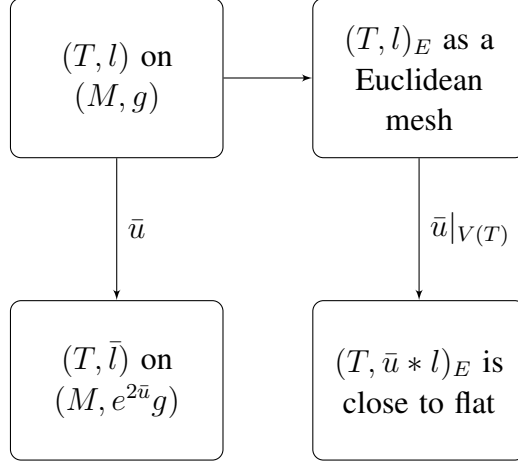 (T, l) on
(M, g)
(T, l)_E as a
Euclidean
mesh
ū
ū|_{V(T)}
(T, l̄) on
(M, e^{2ū}g)
(T, ū * l)_E is
close to flat